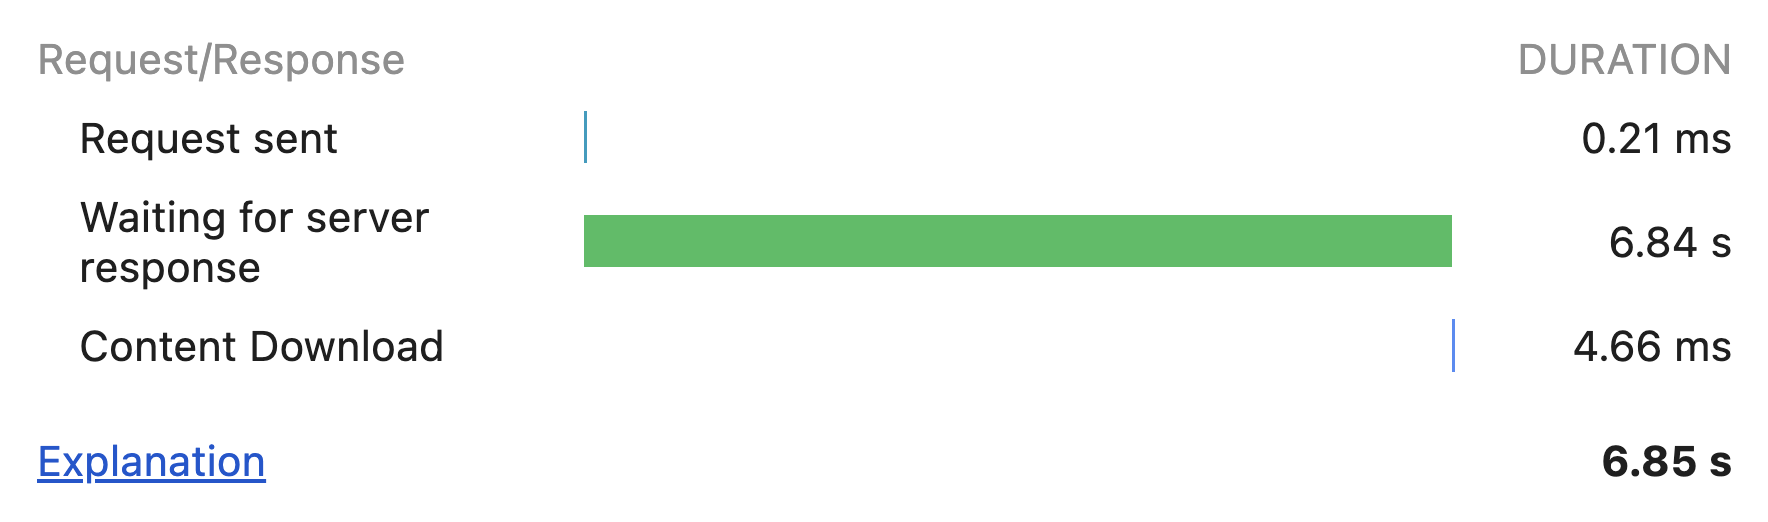 Request/Response DURATION
Request sent 0.21 ms
Waiting for server
response 6.84 s
Content Download 4.66 ms
Explanation 6.85 s